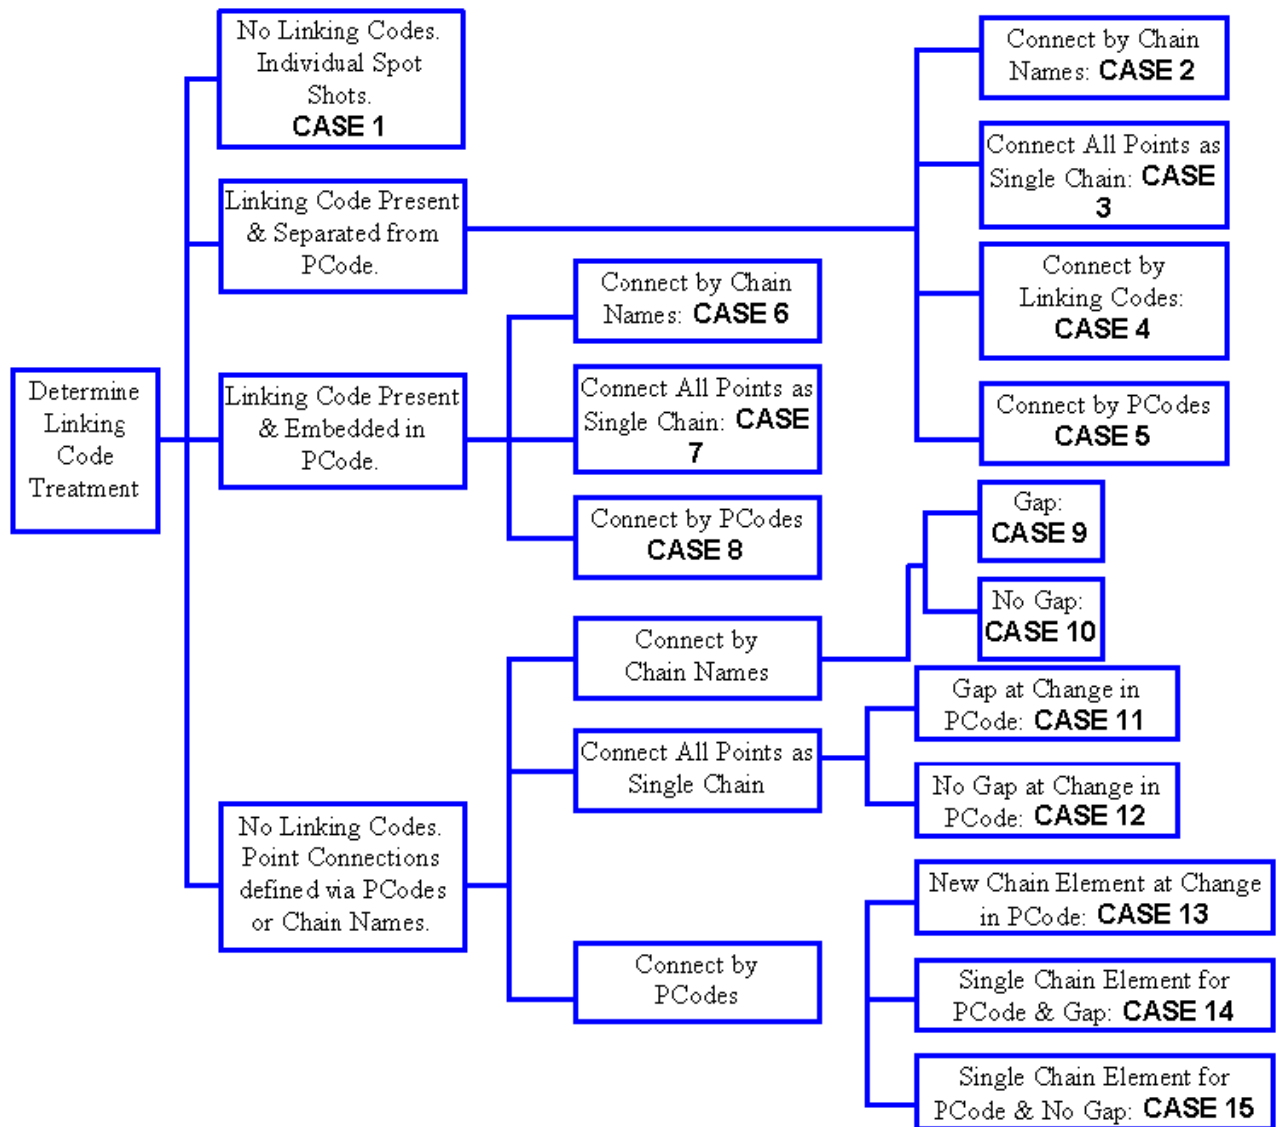 No Linking Codes.
Individual Spot
Shots.
CASE 1
Linking Code Present
& Separated from
PCode.
Connect by Chain
Names: CASE 2
Connect All Points as
Single Chain: CASE
3
Connect by
Linking Codes:
CASE 4
Connect by PCodes
CASE 5
Determine
Linking
Code
Treatment
Linking Code Present
& Embedded in
PCode.
Connect by Chain
Names: CASE 6
Connect All Points as
Single Chain: CASE
7
Connect by PCodes
CASE 8
No Linking Codes.
Point Connections
defined via PCodes
or Chain Names.
Connect by
Chain Names
Gap:
CASE 9
No Gap:
CASE 10
Connect All Points as
Single Chain
Gap at Change in
PCode: CASE 11
No Gap at Change in
PCode: CASE 12
Connect by
PCodes
New Chain Element at Change
in PCode: CASE 13
Single Chain Element for
PCode & Gap: CASE 14
Single Chain Element for
PCode & No Gap: CASE 15